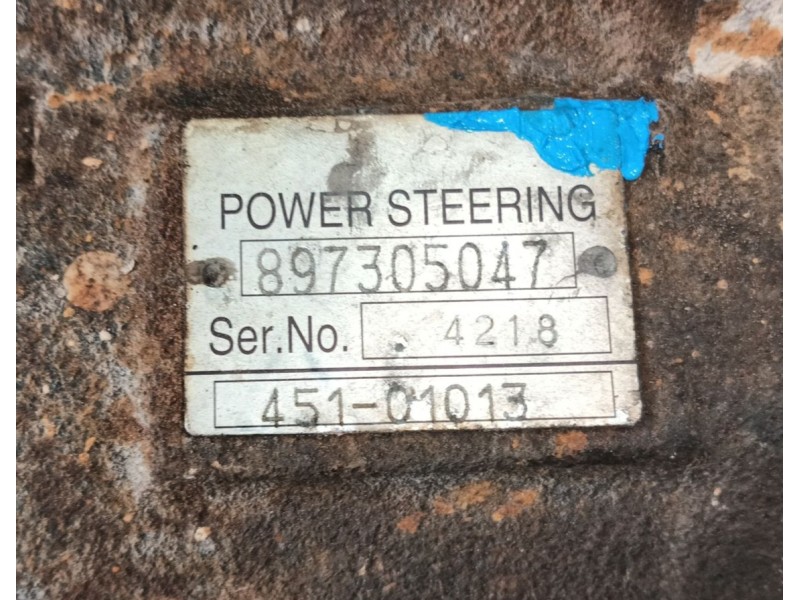 POWER STEERING
897305047
Ser.No. 4218
451-01013